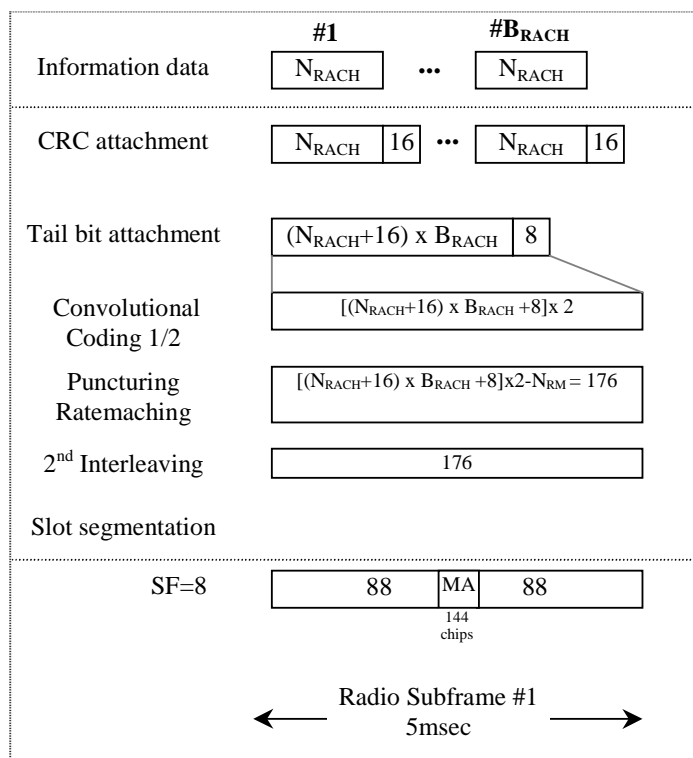 #1 #B_RACH
Information data N_RACH ••• N_RACH
CRC attachment N_RACH 16 ••• N_RACH 16
Tail bit attachment (N_RACH+16) x B_RACH 8
Convolutional
Coding 1/2
[(N_RACH+16) x B_RACH +8]x 2
Puncturing
Ratemaching
[(N_RACH+16) x B_RACH +8]x2-N_RM = 176
2nd Interleaving 176
Slot segmentation
SF=8 88 MA 88
144
chips
Radio Subframe #1
5msec